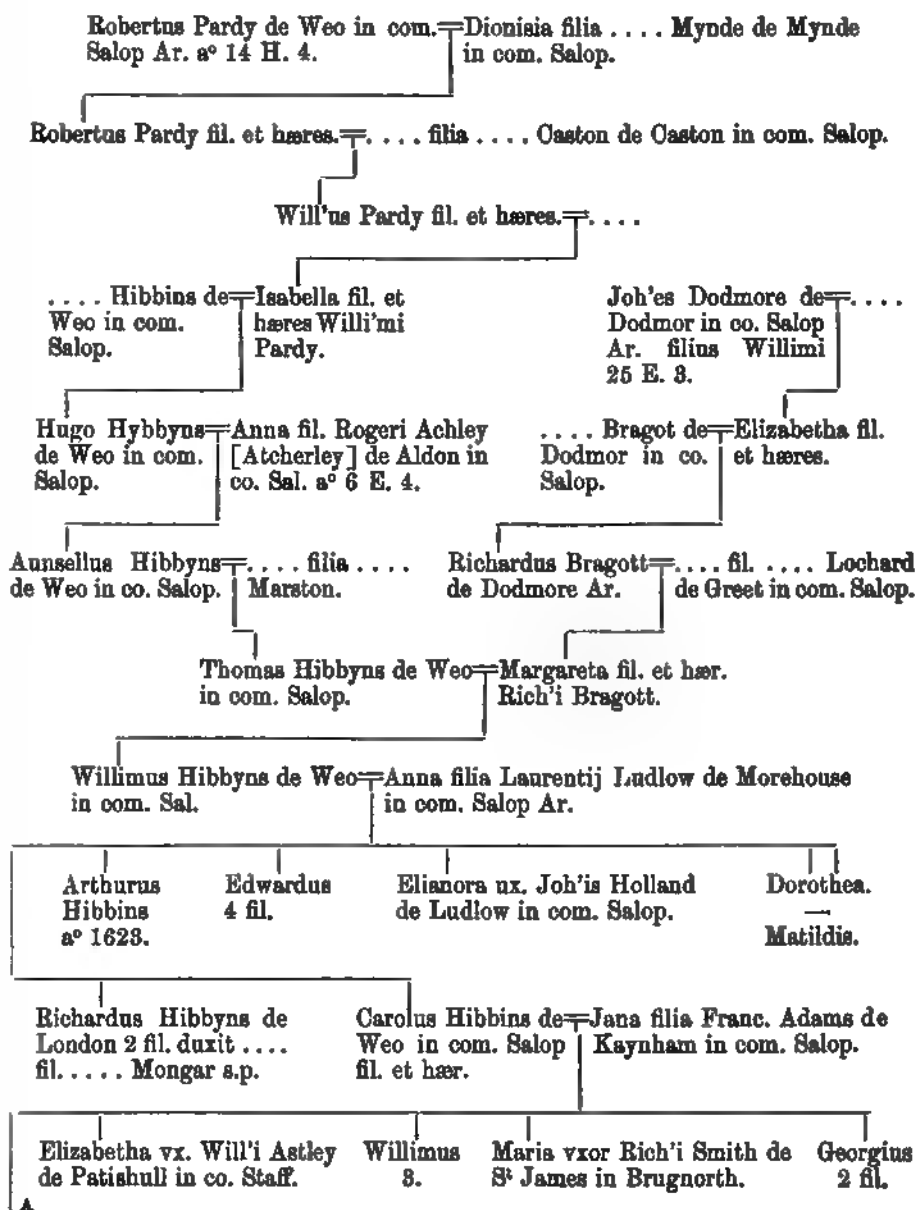 Robertus Pardy de Weo in com.
Salop Ar. aº 14 H. 4.
Dionisia filia .... Mynde de Mynde
in com. Salop.
Robertus Pardy fil. et hæres.
.... filia .... Caston de Caston in com. Salop.
Will'us Pardy fil. et hæres.
....
.... Hibbins de
Weo in com.
Salop.
Isabella fil. et
hæres Willi'mi
Pardy.
Joh'es Dodmore de
Dodmor in co. Salop
Ar. filius Willimi
25 E. 3.
....
Hugo Hybbyns
de Weo in com.
Salop.
Anna fil. Rogeri Achley
[Atcherley] de Aldon in
co. Sal. aº 6 E. 4.
.... Bragot de
Dodmor in co.
Salop.
Elizabetha fil.
et hæres.
Aunsellus Hibbyns
de Weo in co. Salop.
.... filia ....
Marston.
Richardus Bragott
de Dodmore Ar.
.... fil. .... Lochard
de Greet in com. Salop.
Thomas Hibbyns de Weo
in com. Salop.
Margareta fil. et hær.
Rich'i Bragott.
Willimus Hibbyns de Weo
in com. Sal.
Anna filia Laurentij Ludlow de Morehouse
in com. Salop Ar.
Arthurus
Hibbins
aº 1623.
Edwardus
4 fil.
Elianora ux. Joh'is Holland
de Ludlow in com. Salop.
Dorothea.
—
Matildis.
Richardus Hibbyns de
London 2 fil. duxit ....
fil..... Mongar s.p.
Carolus Hibbins de
Weo in com. Salop
fil. et hær.
Jana filia Franc. Adams de
Kaynham in com. Salop.
Elizabetha vx. Will'i Astley
de Patishull in co. Staff.
Willimus
3.
Maria vxor Rich'i Smith de
Sᵗ James in Brugnorth.
Georgius
2 fil.
A